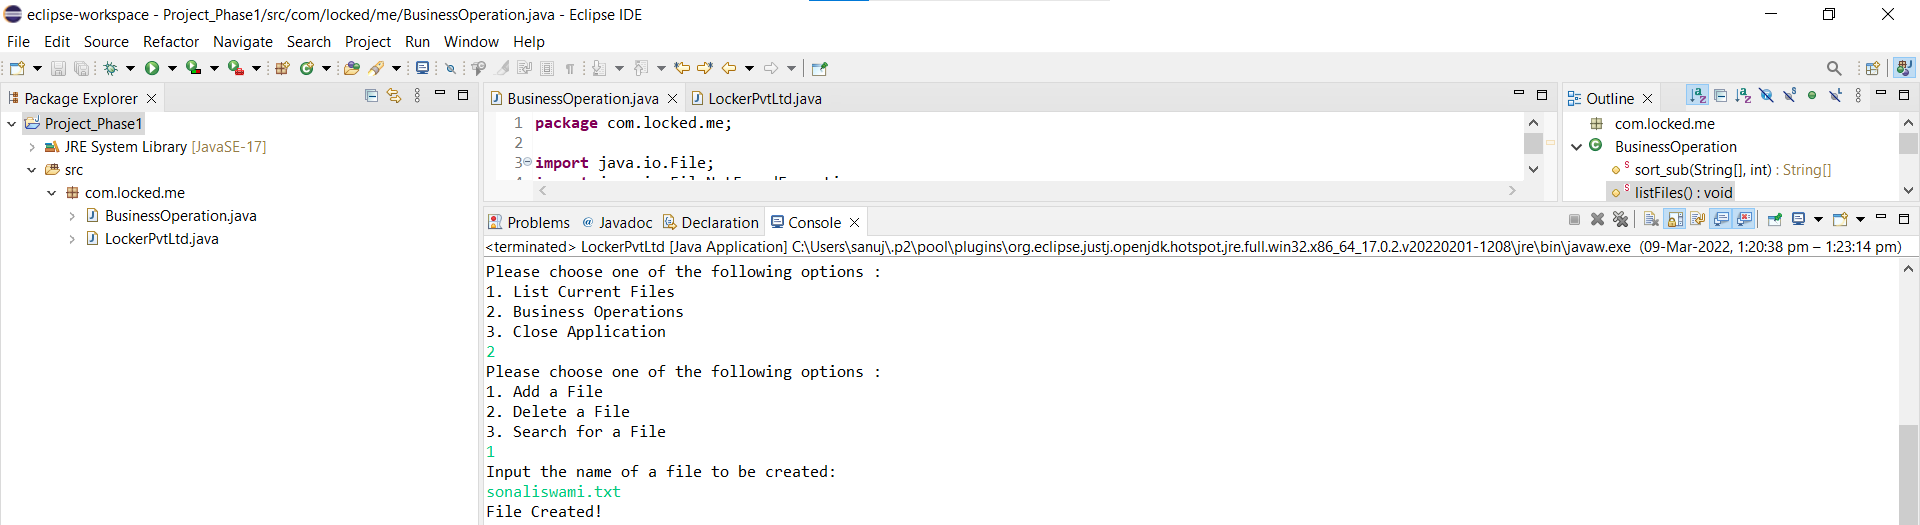 eclipse-workspace - Project_Phase1/src/com/locked/me/BusinessOperation.java - Eclipse IDE
File Edit Source Refactor Navigate Search Project Run Window Help
Package Explorer
Project_Phase1
JRE System Library [JavaSE-17]
src
com.locked.me
BusinessOperation.java
LockerPvtLtd.java
BusinessOperation.java LockerPvtLtd.java
1 package com.locked.me;
2
3 import java.io.File;
Outline
com.locked.me
BusinessOperation
sort_sub(String[], int) : String[]
listFiles() : void
Problems Javadoc Declaration Console
<terminated> LockerPvtLtd [Java Application] C:\Users\sanuj\.p2\pool\plugins\org.eclipse.justj.openjdk.hotspot.jre.full.win32.x86_64_17.0.2.v20220201-1208\jre\bin\javaw.exe (09-Mar-2022, 1:20:38 pm – 1:23:14 pm)
Please choose one of the following options :
1. List Current Files
2. Business Operations
3. Close Application
2
Please choose one of the following options :
1. Add a File
2. Delete a File
3. Search for a File
1
Input the name of a file to be created:
sonaliswami.txt
File Created!